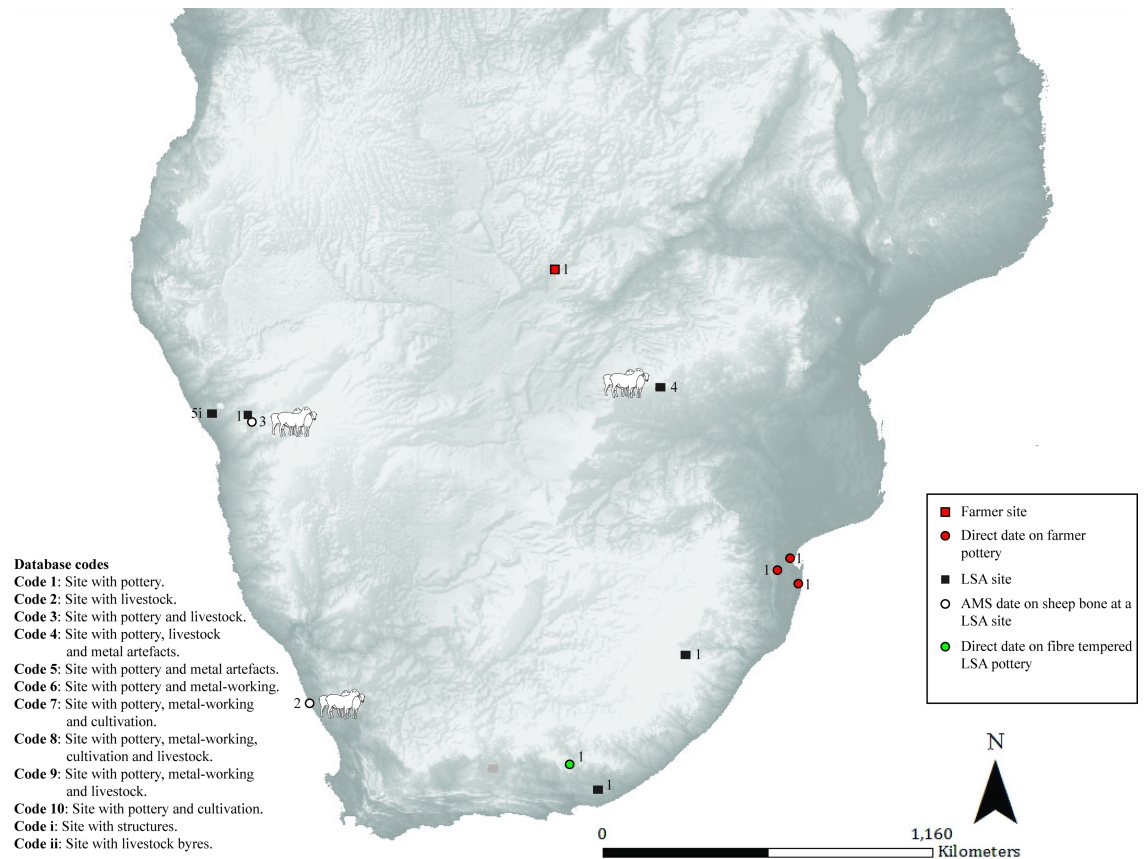 1
4
5i
1
3
1
1
1
1
2
1
1
Farmer site
Direct date on farmer
pottery
LSA site
AMS date on sheep bone at a
LSA site
Direct date on fibre tempered
LSA pottery
Database codes
Code 1: Site with pottery.
Code 2: Site with livestock.
Code 3: Site with pottery and livestock.
Code 4: Site with pottery, livestock
and metal artefacts.
Code 5: Site with pottery and metal artefacts.
Code 6: Site with pottery and metal-working.
Code 7: Site with pottery, metal-working
and cultivation.
Code 8: Site with pottery, metal-working,
cultivation and livestock.
Code 9: Site with pottery, metal-working
and livestock.
Code 10: Site with pottery and cultivation.
Code i: Site with structures.
Code ii: Site with livestock byres.
N
0
1,160
Kilometers